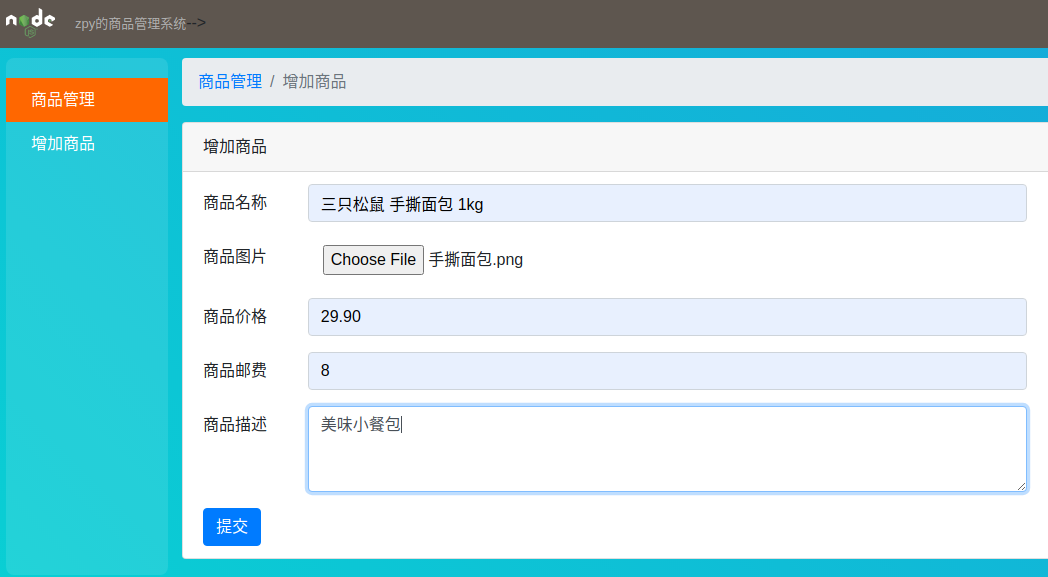 node
JS
zpy的商品管理系统-->
商品管理
增加商品
商品管理 / 增加商品
增加商品
商品名称 三只松鼠 手撕面包 1kg
商品图片 Choose File 手撕面包.png
商品价格 29.90
商品邮费 8
商品描述 美味小餐包
提交